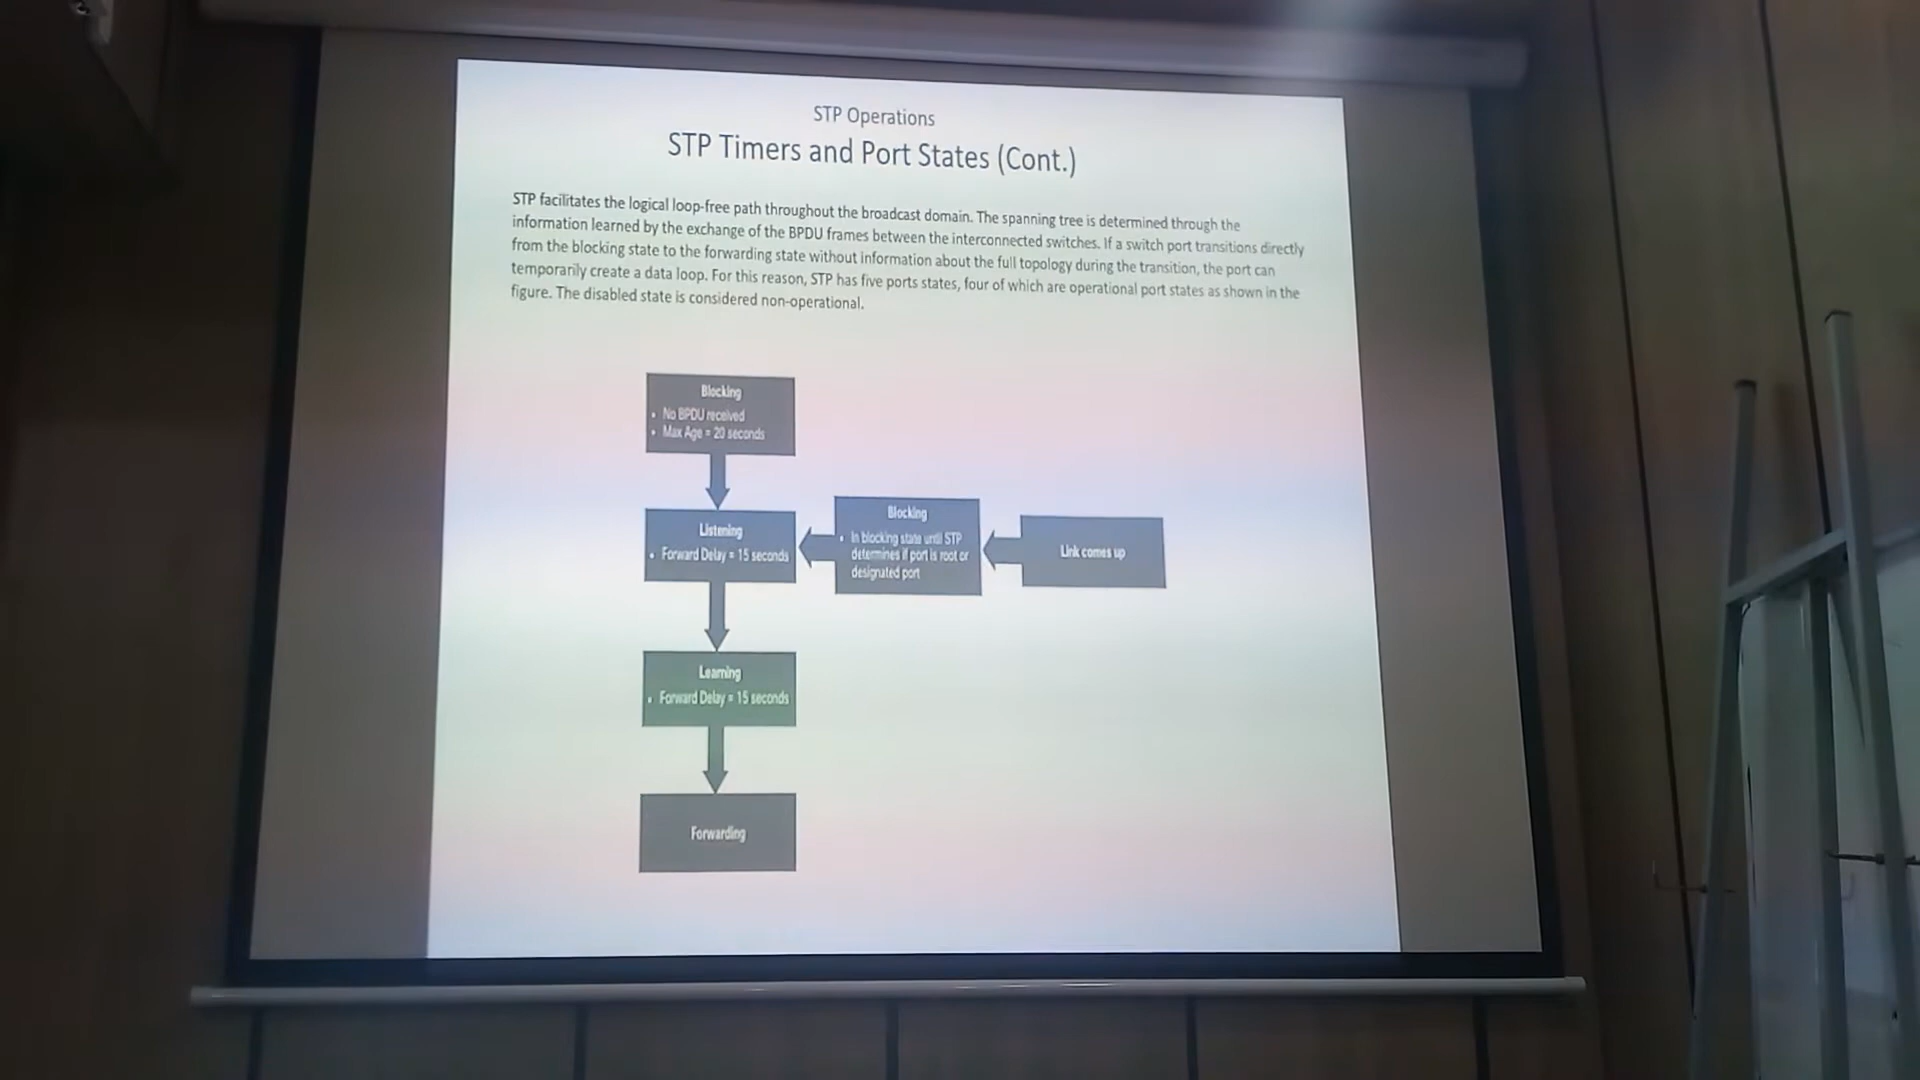 STP Operations
STP Timers and Port States (Cont.)
STP facilitates the logical loop-free path throughout the broadcast domain. The spanning tree is determined through the
information learned by the exchange of the BPDU frames between the interconnected switches. If a switch port transitions directly
from the blocking state to the forwarding state without information about the full topology during the transition, the port can
temporarily create a data loop. For this reason, STP has five ports states, four of which are operational port states as shown in the
figure. The disabled state is considered non-operational.
Blocking
• No BPDU received
• Max Age = 20 seconds
Listening
• Forward Delay = 15 seconds
Blocking
• In blocking state until STP
determines if port is root or
designated port
Link comes up
Learning
• Forward Delay = 15 seconds
Forwarding